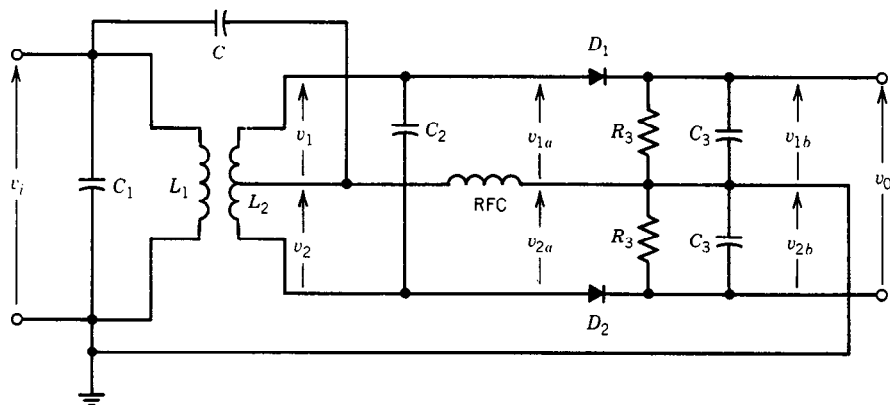 C
D₁
v₁
C₂
v₁ₐ
R₃
C₃
v₁b
vᵢ
C₁
L₁
L₂
v₀
RFC
v₂
v₂ₐ
R₃
C₃
v₂b
D₂